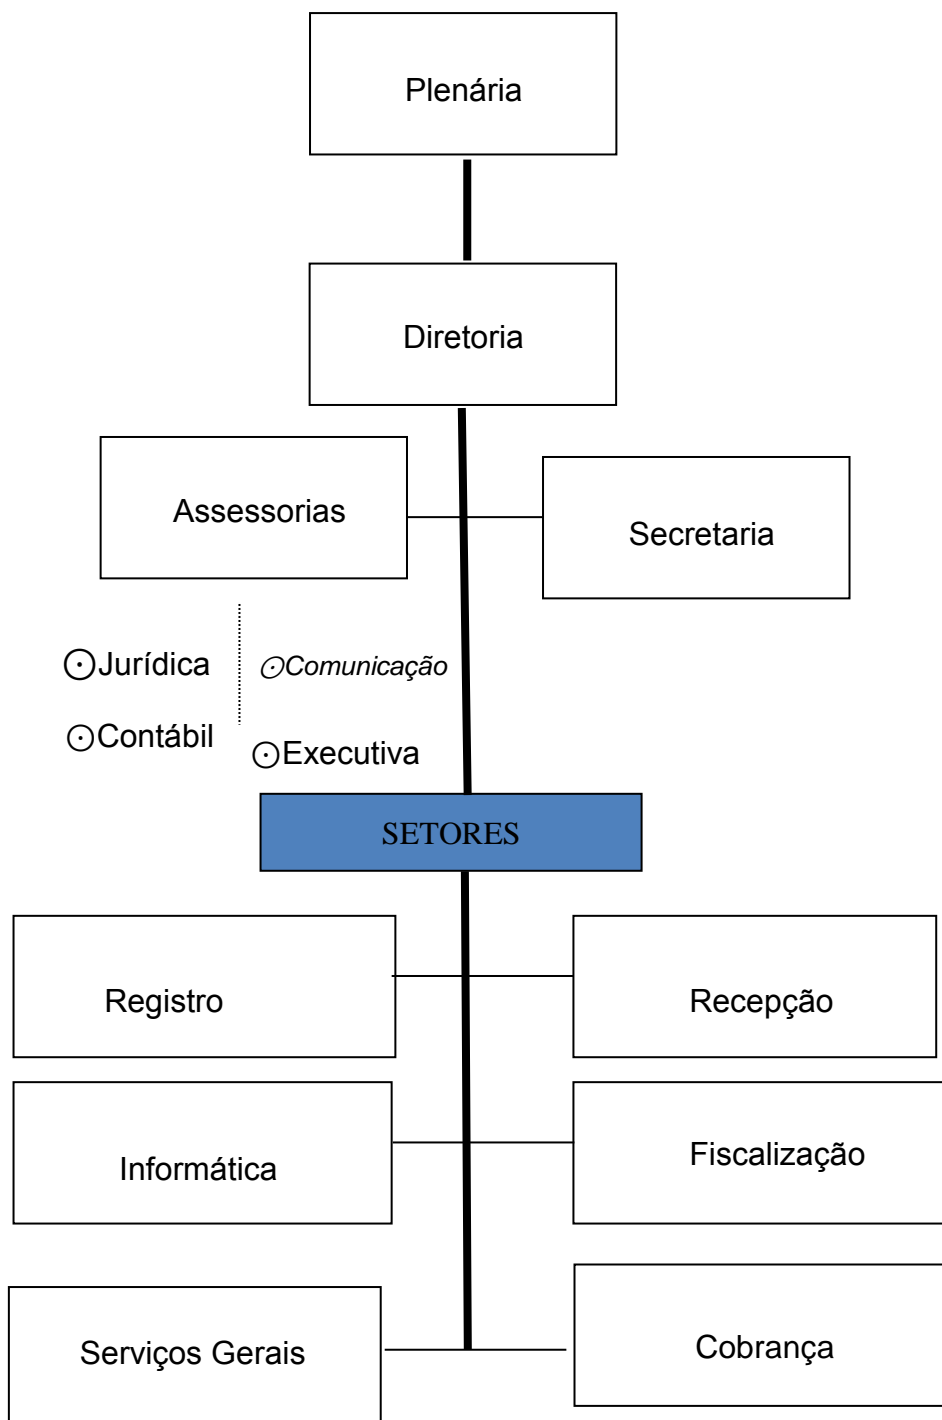 Plenária
Diretoria
Assessorias
Secretaria
⊙Jurídica
⊙Comunicação
⊙Contábil
⊙Executiva
SETORES
Registro
Recepção
Informática
Fiscalização
Serviços Gerais
Cobrança